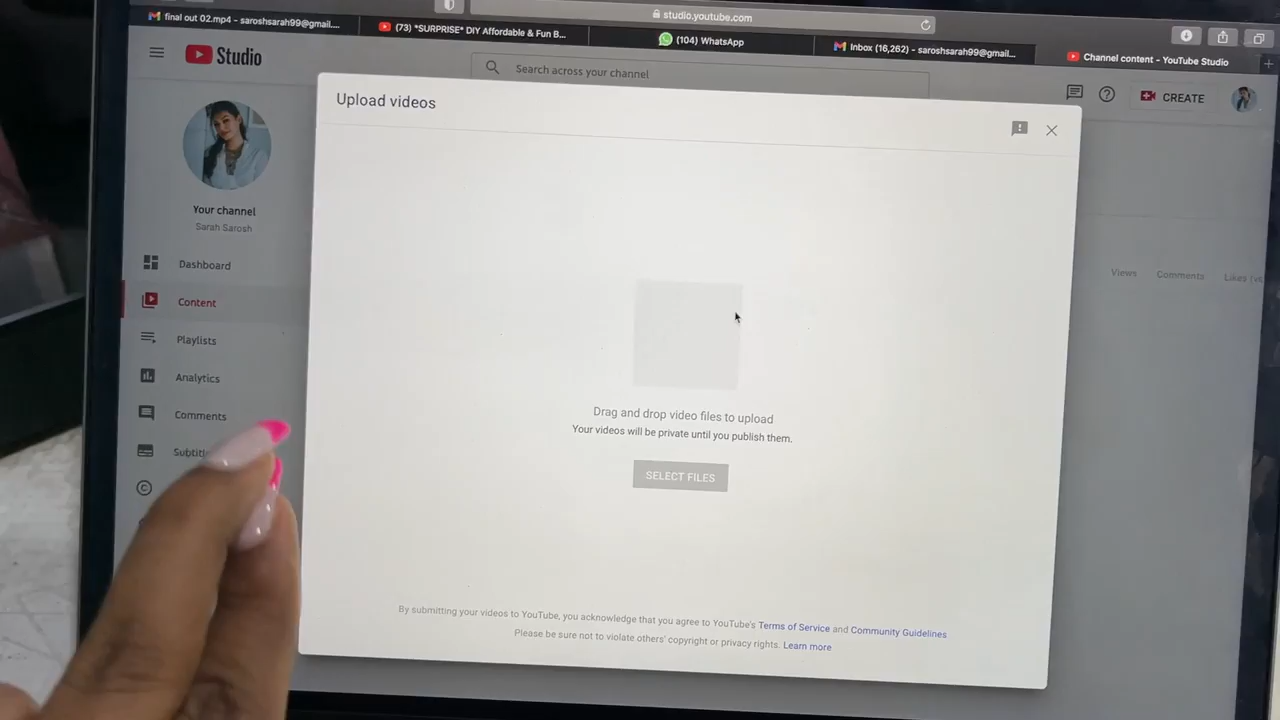 final out 02.mp4 - saroshsarah99@gmail....
(73) *SURPRISE* DIY Affordable & Fun B...
(104) WhatsApp
Inbox (16,262) - saroshsarah99@gmail...
Channel content - YouTube Studio
studio.youtube.com
Studio
Search across your channel
CREATE
Upload videos
Your channel
Sarah Sarosh
Dashboard
Content
Playlists
Analytics
Comments
Views
Comments
Drag and drop video files to upload
Your videos will be private until you publish them.
SELECT FILES
By submitting your videos to YouTube, you acknowledge that you agree to YouTube's Terms of Service and Community Guidelines
Please be sure not to violate others' copyright or privacy rights. Learn more